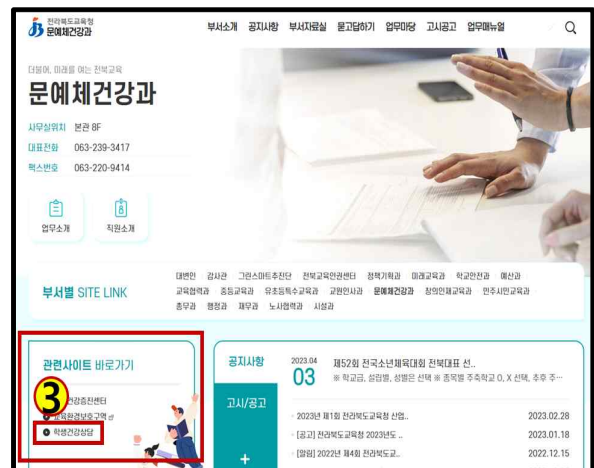 전라북도교육청
문예체건강과
부서소개 공지사항 부서자료실 묻고답하기 업무마당 고시공고 업무매뉴얼
더불어, 미래를 여는 전북교육
문예체건강과
사무실위치 본관 8F
대표전화 063-239-3417
팩스번호 063-220-9414
업무소개 직원소개
부서별 SITE LINK
대변인 감사관 그린스마트추진단 전북교육인권센터 정책기획과 미래교육과 학교안전과 예산과
교육협력과 중등교육과 유초등특수교육과 교원인사과 문예체건강과 창의인재교육과 민주시민교육과
총무과 행정과 재무과 노사협력과 시설과
관련사이트 바로가기
3
건강증진센터
교육환경보호구역
학생건강상담
공지사항
고시/공고
+
2023.04
03
제52회 전국소년체육대회 전북대표 선..
※ 학교급, 설립별, 성별은 선택 ※ 종목별 주축학교 O, X 선택, 추후 주…
2023년 제1회 전라북도교육청 산업.. 2023.02.28
[공고] 전라북도교육청 2023년도 .. 2023.01.18
[알림] 2022년 제4회 전라북도교.. 2022.12.15